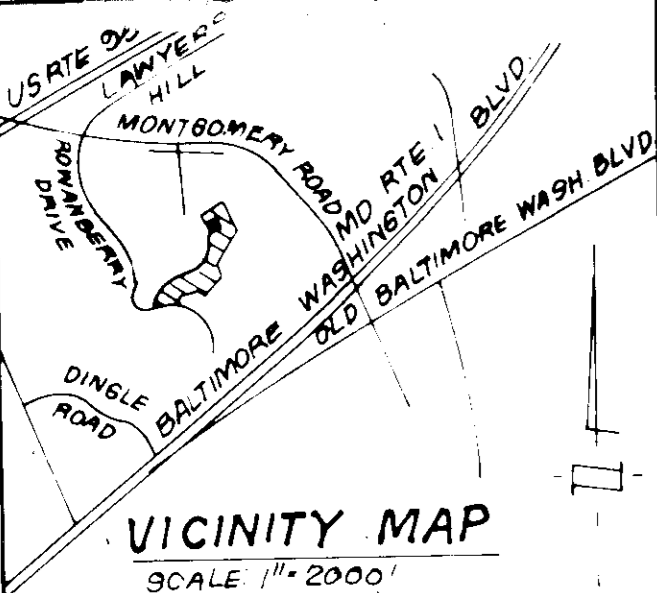 US RTE 95
LAWYERS
HILL
MONTGOMERY ROAD
ROWANBERRY
DRIVE
MD RTE 1
BALTIMORE WASHINGTON BLVD.
OLD BALTIMORE WASH. BLVD.
DINGLE
ROAD
VICINITY MAP
SCALE: 1"=2000'